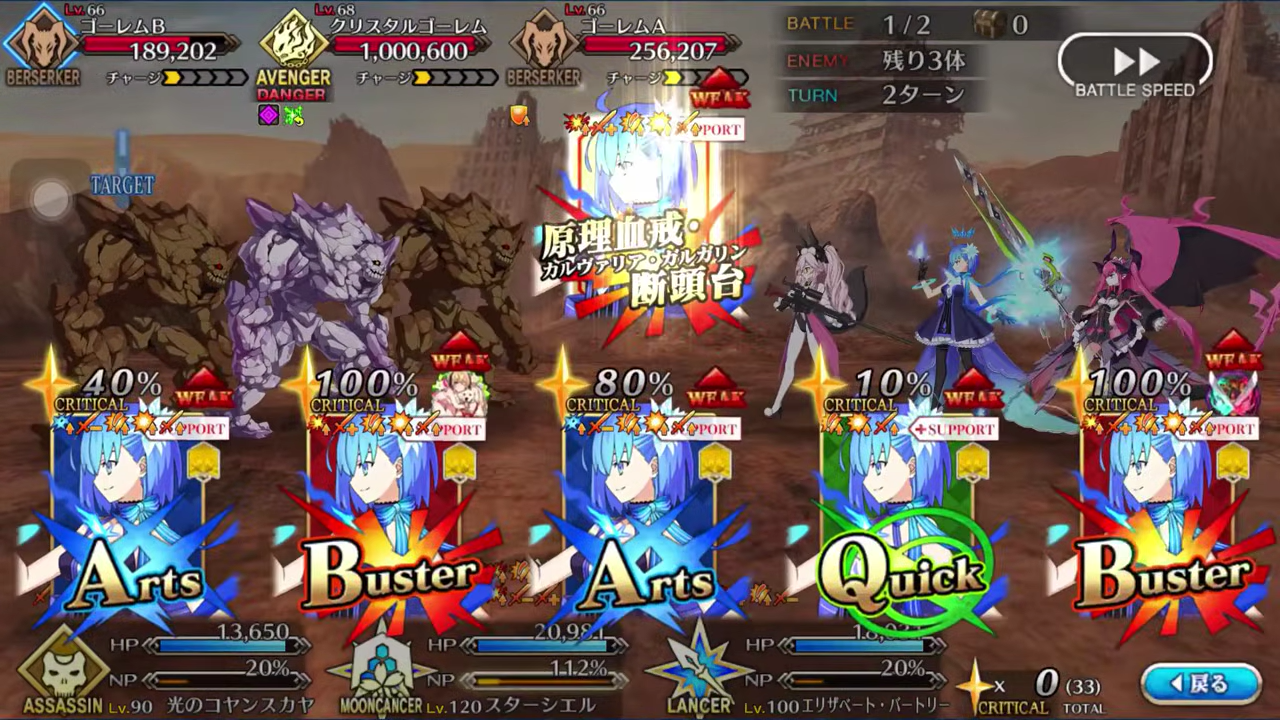 Lv.66
ゴーレムB
189,202
チャージ
BERSERKER
Lv.68
クリスタルゴーレム
1,000,600
チャージ
AVENGER
DANGER
Lv.66
ゴーレムA
256,207
チャージ
BERSERKER
BATTLE 1/2 0
ENEMY 残り3体
TURN 2ターン
BATTLE SPEED
TARGET
WEAK
PORT
原理血戒・
ガルヴァリア・ガルガリン
断頭台
40%
CRITICAL
WEAK
PORT
Arts
100%
CRITICAL
WEAK
PORT
Buster
80%
CRITICAL
WEAK
PORT
Arts
10%
CRITICAL
WEAK
+SUPPORT
Quick
100%
CRITICAL
WEAK
PORT
Buster
HP 13,650
NP 20%
ASSASSIN Lv.90 光のコヤンスカヤ
HP 20,981
NP 112%
MOONCANCER Lv.120 スターシエル
HP
NP 20%
LANCER Lv.100 エリザベート・バートリー
x 0 (33)
CRITICAL TOTAL
戻る